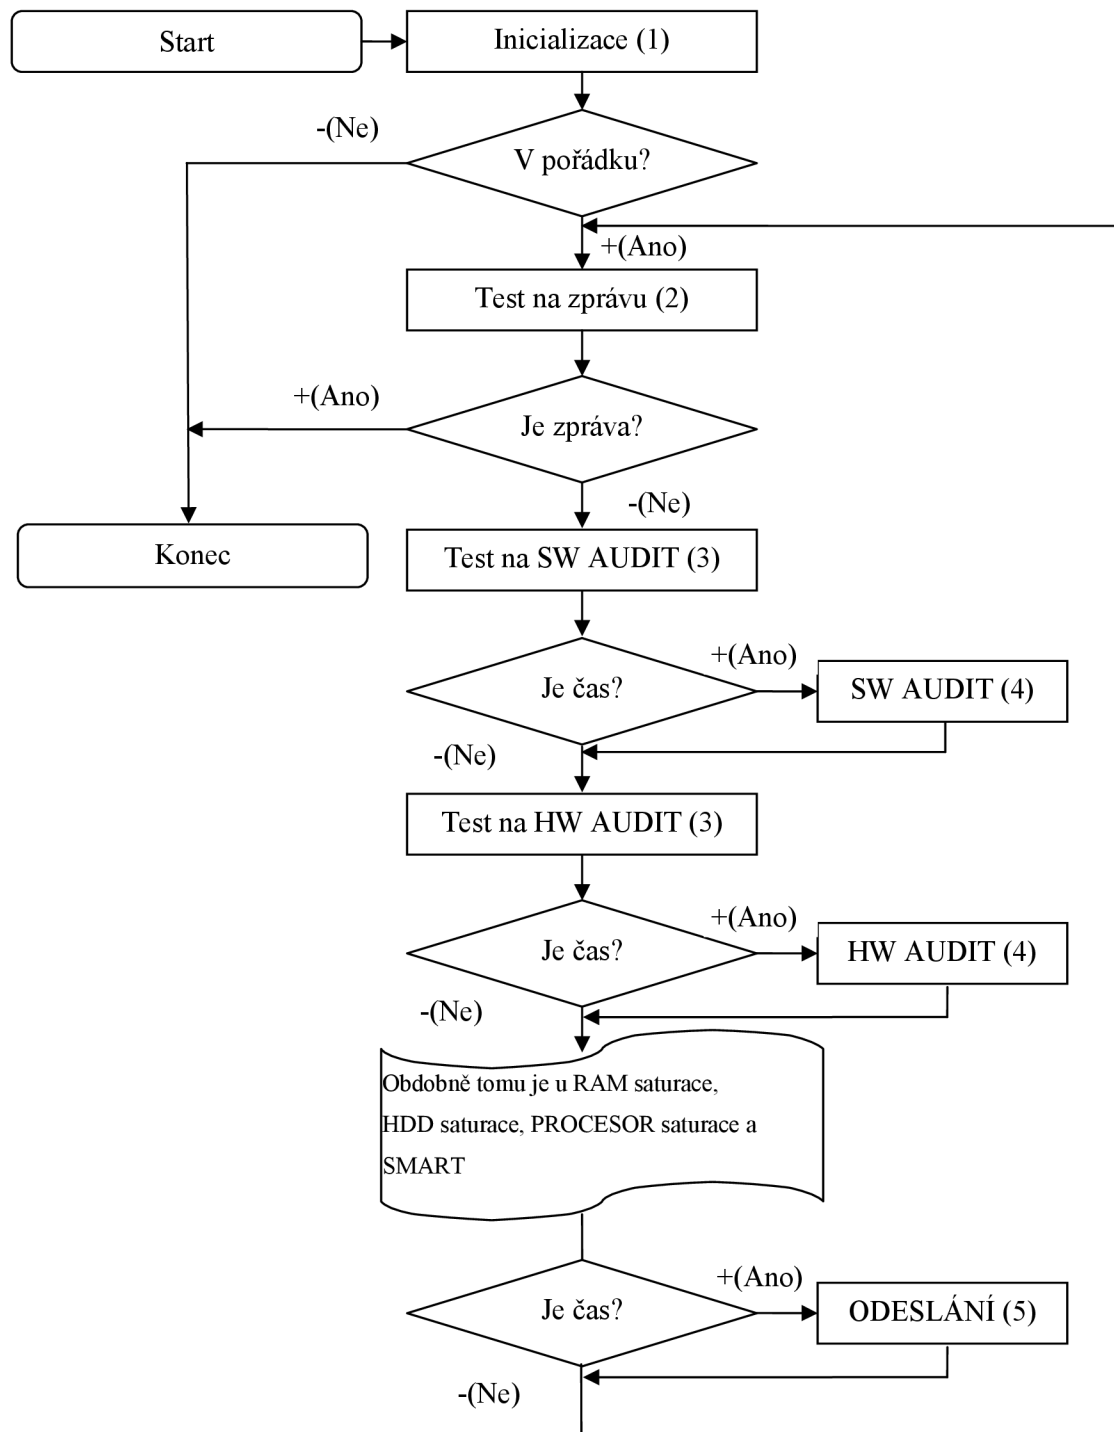 Start
Inicializace (1)
-(Ne)
V pořádku?
+(Ano)
Test na zprávu (2)
+(Ano)
Je zpráva?
-(Ne)
Konec
Test na SW AUDIT (3)
+(Ano)
Je čas?
SW AUDIT (4)
-(Ne)
Test na HW AUDIT (3)
+(Ano)
Je čas?
HW AUDIT (4)
-(Ne)
Obdobně tomu je u RAM saturace,
HDD saturace, PROCESOR saturace a
SMART
+(Ano)
Je čas?
ODESLÁNÍ (5)
-(Ne)